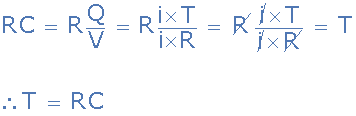 RC = R Q/V = R i×T/i×R = R i×T/i×R = T
∴ T = RC